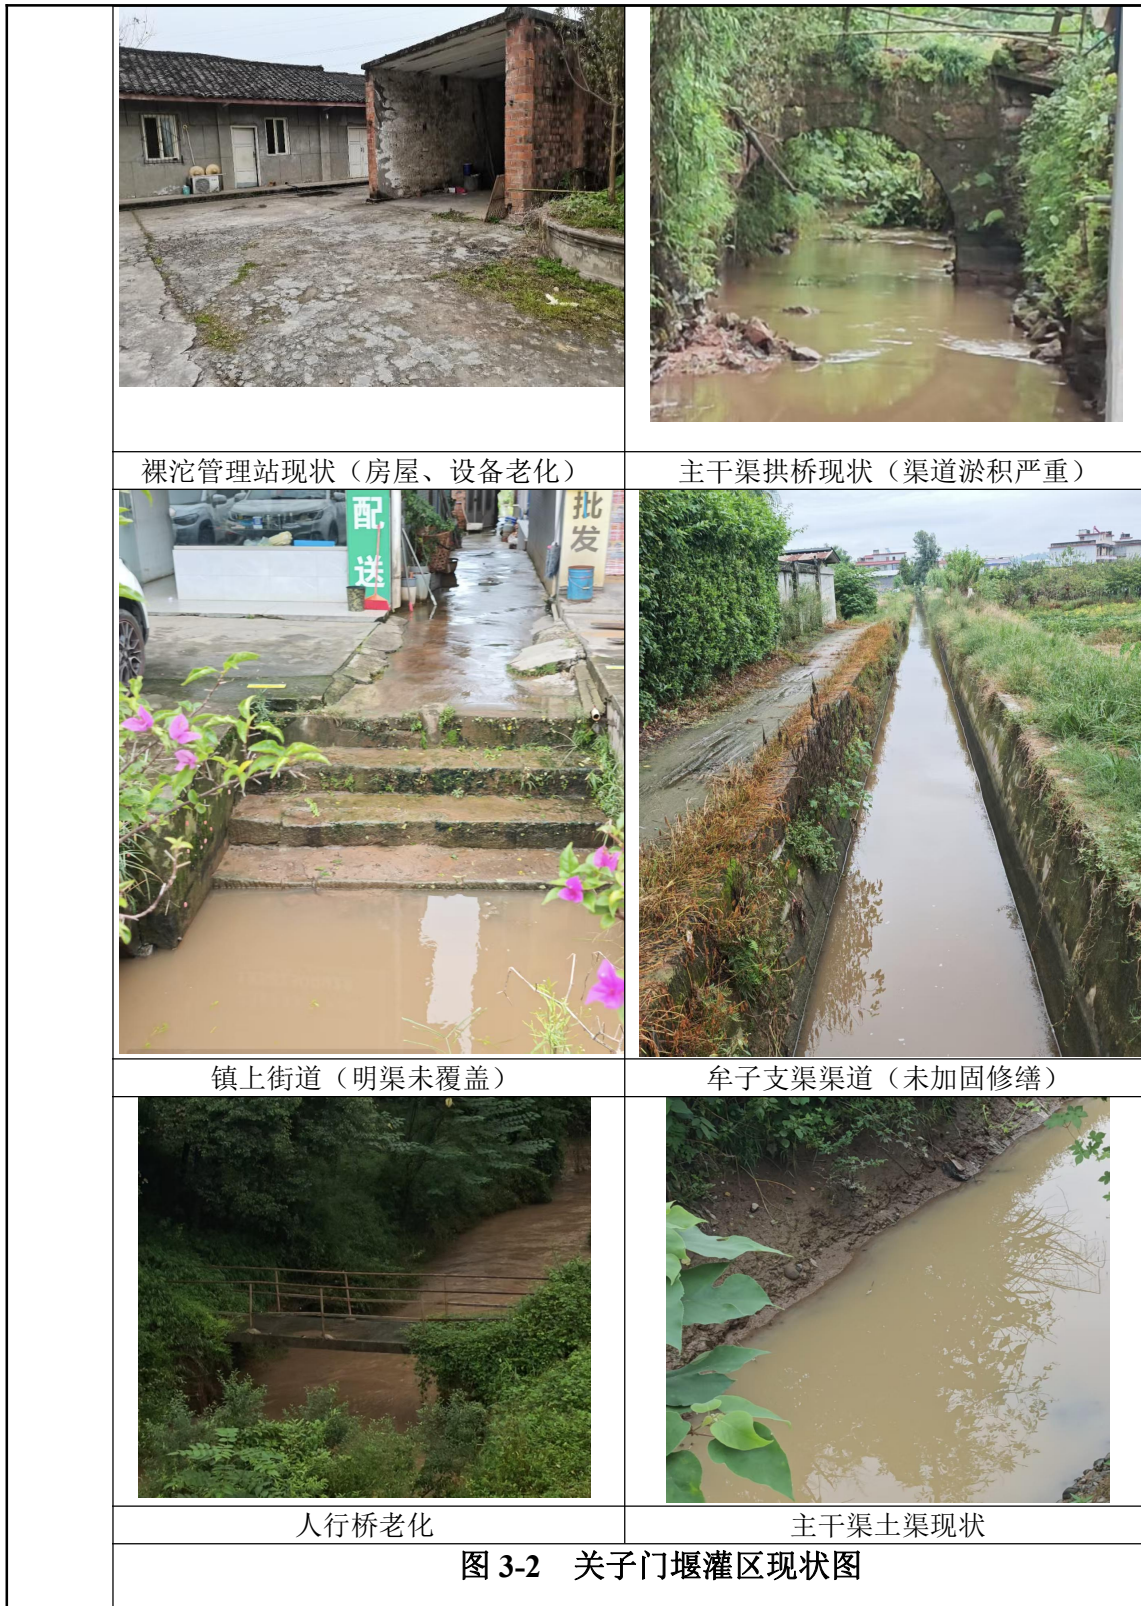 配送
批发
裸沱管理站现状（房屋、设备老化）
主干渠拱桥现状（渠道淤积严重）
镇上街道（明渠未覆盖）
牟子支渠渠道（未加固修缮）
人行桥老化
主干渠土渠现状
图 3-2 关子门堰灌区现状图